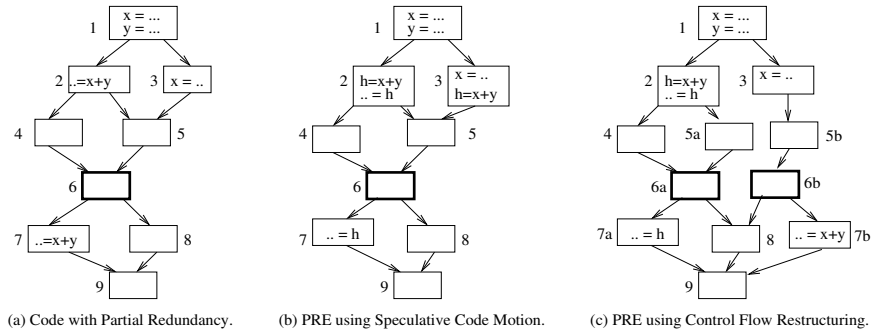 1
x = ...
y = ...
2
..=x+y
3
x = ..
4
5
6
7
..=x+y
8
9
(a) Code with Partial Redundancy.
1
x = ...
y = ...
2
h=x+y
.. = h
3
x = ..
h=x+y
4
5
6
7
.. = h
8
9
(b) PRE using Speculative Code Motion.
1
x = ...
y = ...
2
h=x+y
.. = h
3
x = ..
4
5a
5b
6a
6b
7a
.. = h
8
.. = x+y
7b
9
(c) PRE using Control Flow Restructuring.